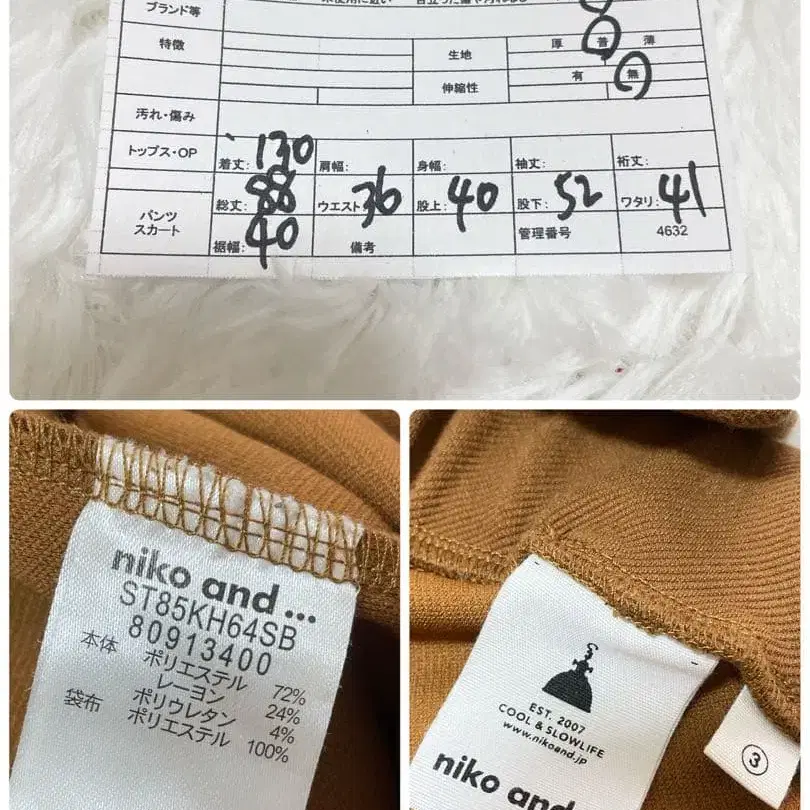 ブランド等
特徴 生地 厚 普 薄
伸縮性 有 無
汚れ・傷み
トップス・OP 着丈: 130 肩幅: 身幅: 袖丈: 裄丈:
パンツ スカート 総丈: 88 ウエスト 36 股上: 40 股下: 52 ワタリ: 41
裾幅: 40 備考 管理番号 4632
niko and ...
ST85KH64SB
80913400
本体 ポリエステル 72%
レーヨン 24%
ポリウレタン 4%
袋布 ポリエステル 100%
EST. 2007
COOL & SLOWLIFE
www.nikoand.jp
niko and
3